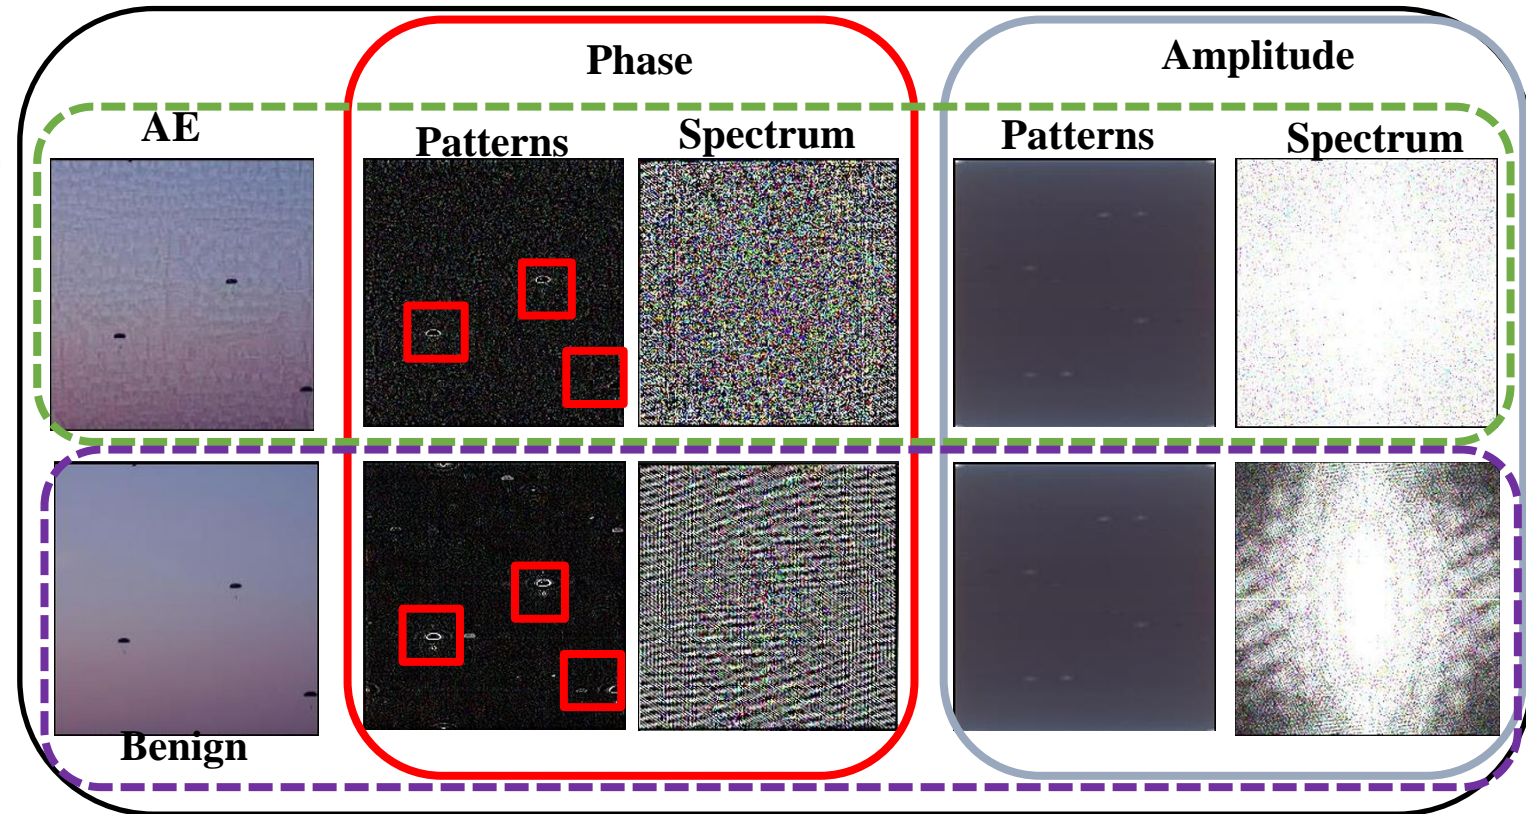 Phase
Amplitude
AE
Patterns
Spectrum
Patterns
Spectrum
Benign